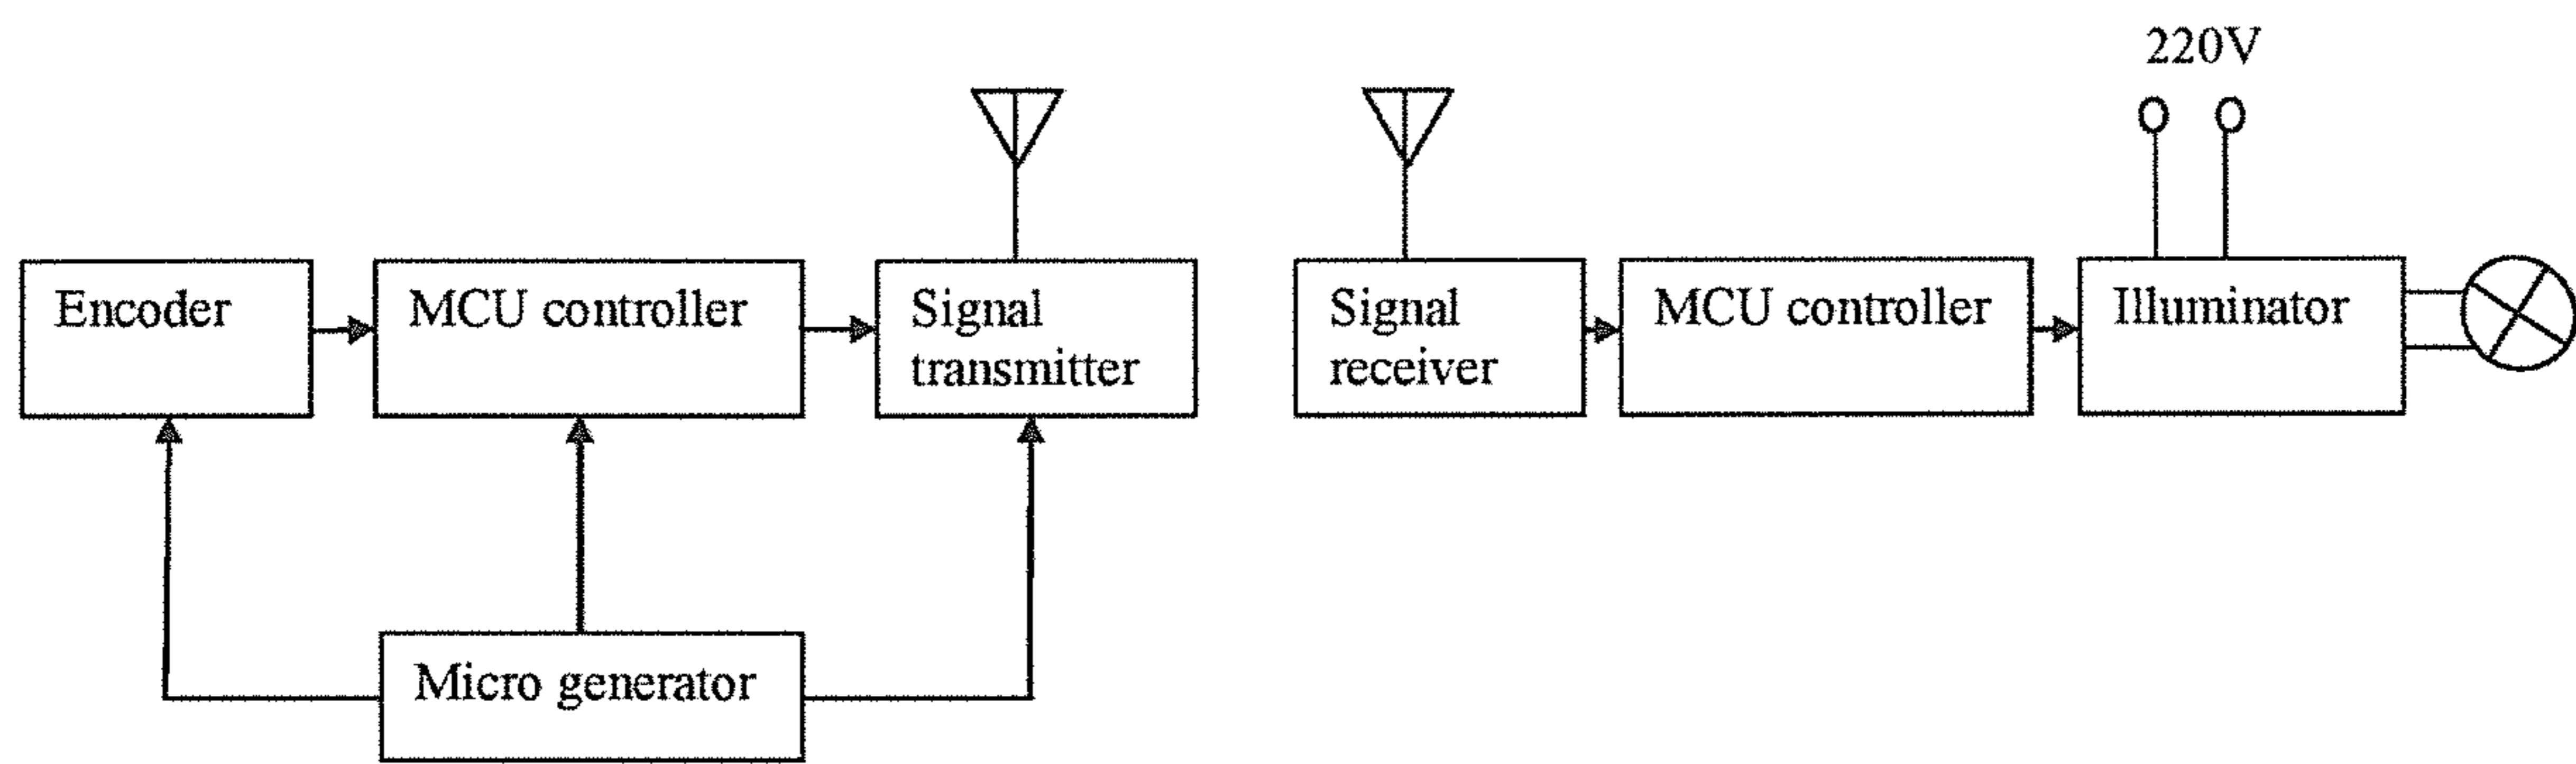 220V
Encoder
MCU controller
Signal
transmitter
Signal
receiver
MCU controller
Illuminator
Micro generator